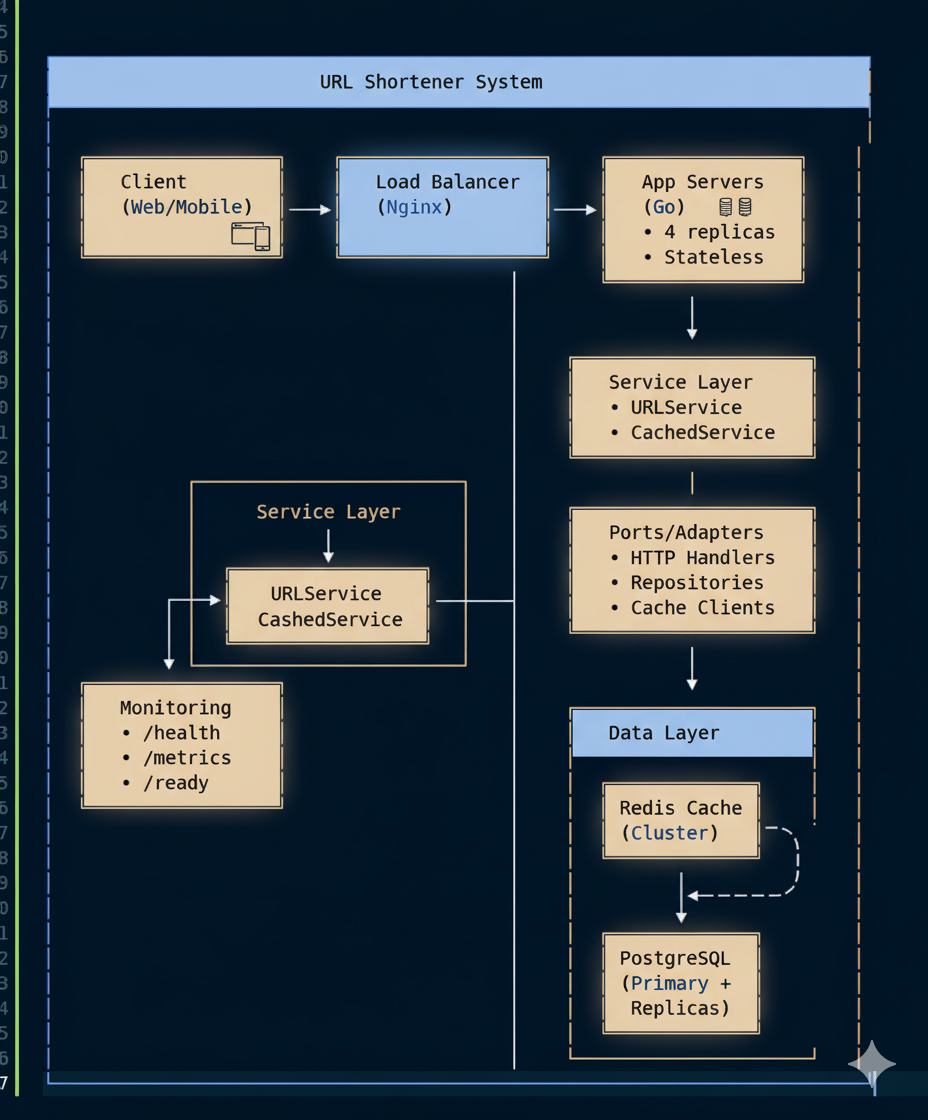 URL Shortener System
Client
(Web/Mobile)
Load Balancer
(Nginx)
App Servers
(Go)
• 4 replicas
• Stateless
Service Layer
• URLService
• CachedService
Service Layer
URLService
CashedService
Ports/Adapters
• HTTP Handlers
• Repositories
• Cache Clients
Monitoring
• /health
• /metrics
• /ready
Data Layer
Redis Cache
(Cluster)
PostgreSQL
(Primary +
Replicas)